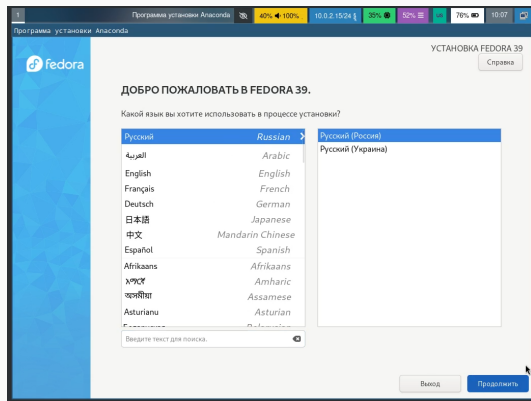 1 Программа установки Anaconda 40% 100% 10.0.2.15/24 35% 52% us 76% 10:07
Программа установки Anaconda
УСТАНОВКА FEDORA 39
fedora
Справка
ДОБРО ПОЖАЛОВАТЬ В FEDORA 39.
Какой язык вы хотите использовать в процессе установки?
Русский Russian
العربية Arabic
English English
Français French
Deutsch German
日本語 Japanese
中文 Mandarin Chinese
Español Spanish
Afrikaans Afrikaans
አማርኛ Amharic
অসমীয়া Assamese
Asturianu Asturian
Русский (Россия)
Русский (Украина)
Введите текст для поиска.
Выход
Продолжить